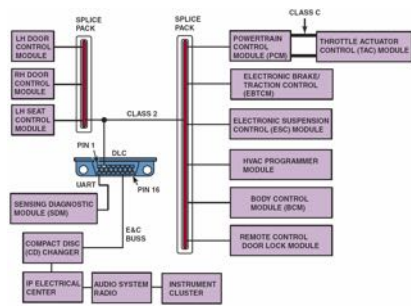 SPLICE
PACK
SPLICE
PACK
CLASS C
LH DOOR
CONTROL
MODULE
RH DOOR
CONTROL
MODULE
LH SEAT
CONTROL
MODULE
POWERTRAIN
CONTROL
MODULE (PCM)
THROTTLE ACTUATOR
CONTROL (TAC) MODULE
ELECTRONIC BRAKE/
TRACTION CONTROL
(EBTCM)
CLASS 2
ELECTRONIC SUSPENSION
CONTROL (ESC) MODULE
PIN 1
DLC
HVAC PROGRAMMER
MODULE
UART
PIN 16
SENSING DIAGNOSTIC
MODULE (SDM)
BODY CONTROL
MODULE (BCM)
E&C
BUSS
COMPACT DISC
(CD) CHANGER
REMOTE CONTROL
DOOR LOCK MODULE
IP ELECTRICAL
CENTER
AUDIO SYSTEM
RADIO
INSTRUMENT
CLUSTER